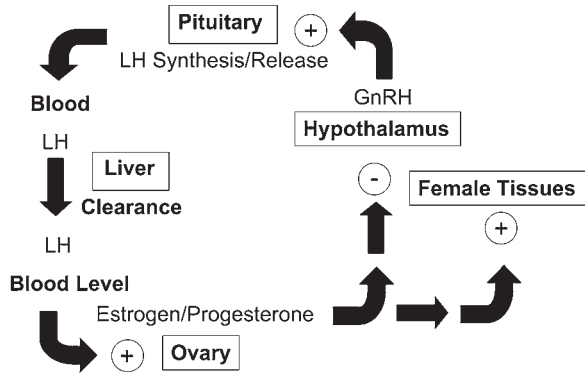 Pituitary
+
LH Synthesis/Release
GnRH
Hypothalamus
Blood
LH
Liver
Clearance
LH
Blood Level
-
Female Tissues
+
Estrogen/Progesterone
+
Ovary